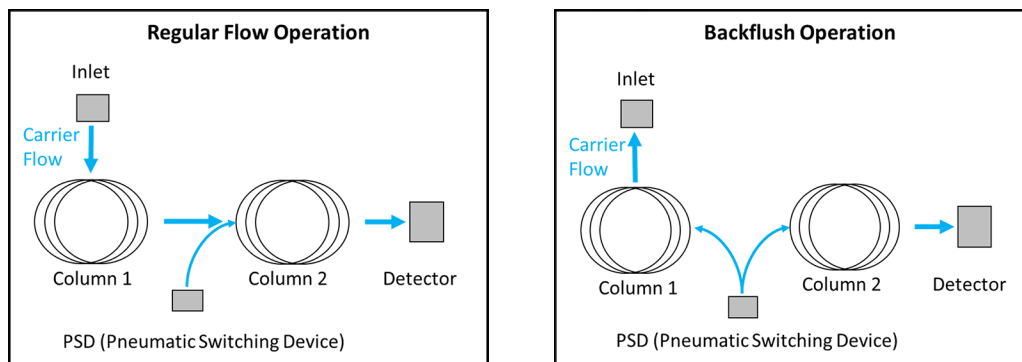 Regular Flow Operation
Inlet
Carrier
Flow
Column 1
Column 2
Detector
PSD (Pneumatic Switching Device)
Backflush Operation
Inlet
Carrier
Flow
Column 1
Column 2
Detector
PSD (Pneumatic Switching Device)